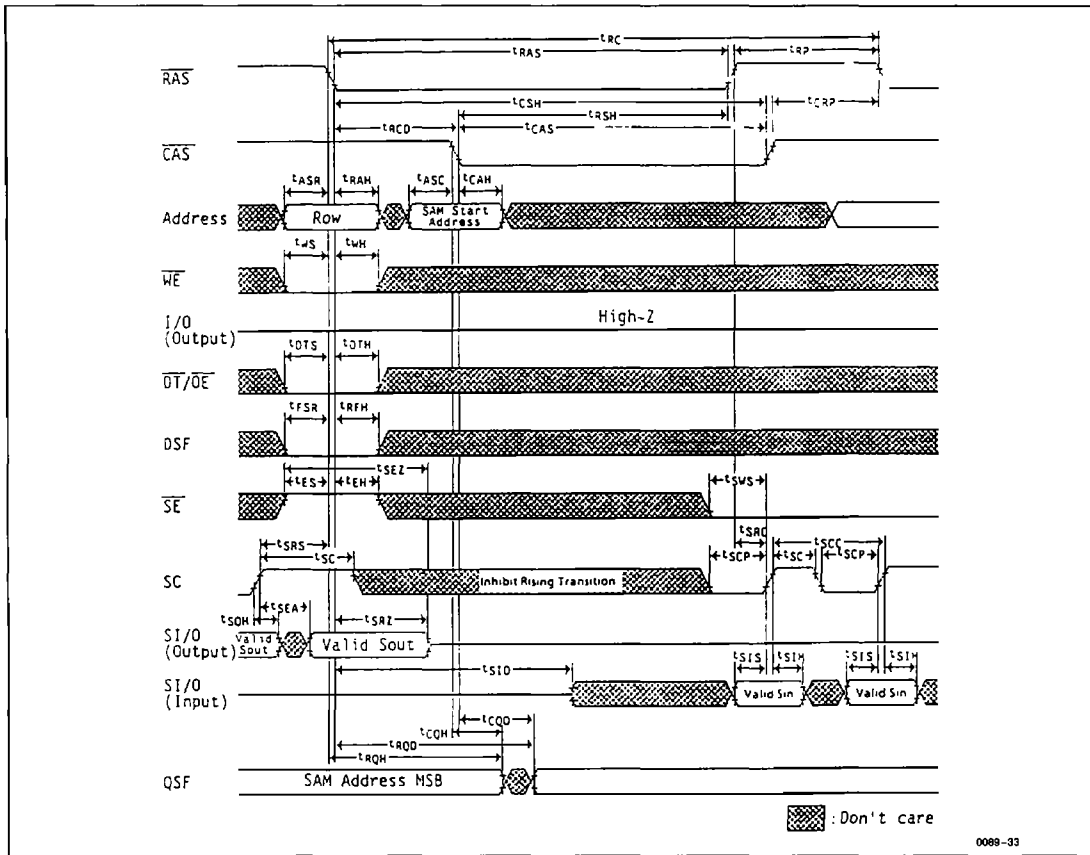 tRC
tRAS tRP
RAS
tCSH tCRP
tRSH
tRCD tCAS
CAS
tASR tRAH tASC tCAH
Address Row SAM Start Address
tWS tWH
WE
I/O (Output) High-Z
tDTS tDTH
DT/OE
tFSR tRFH
DSF
tSEZ
tES tEH tSWS
SE
tSRS tSRD tSCC
tSC tSCP tSC tSCP
SC Inhibit Rising Transition
tSOH tSEA tSRZ
SI/O (Output) Valid Sout Valid Sout
tSID tSIS tSIH tSIS tSIH
SI/O (Input) Valid Sin Valid Sin
tCQD
tCQH
tRQD
tRQH
QSF SAM Address MSB
: Don't care
0089-33